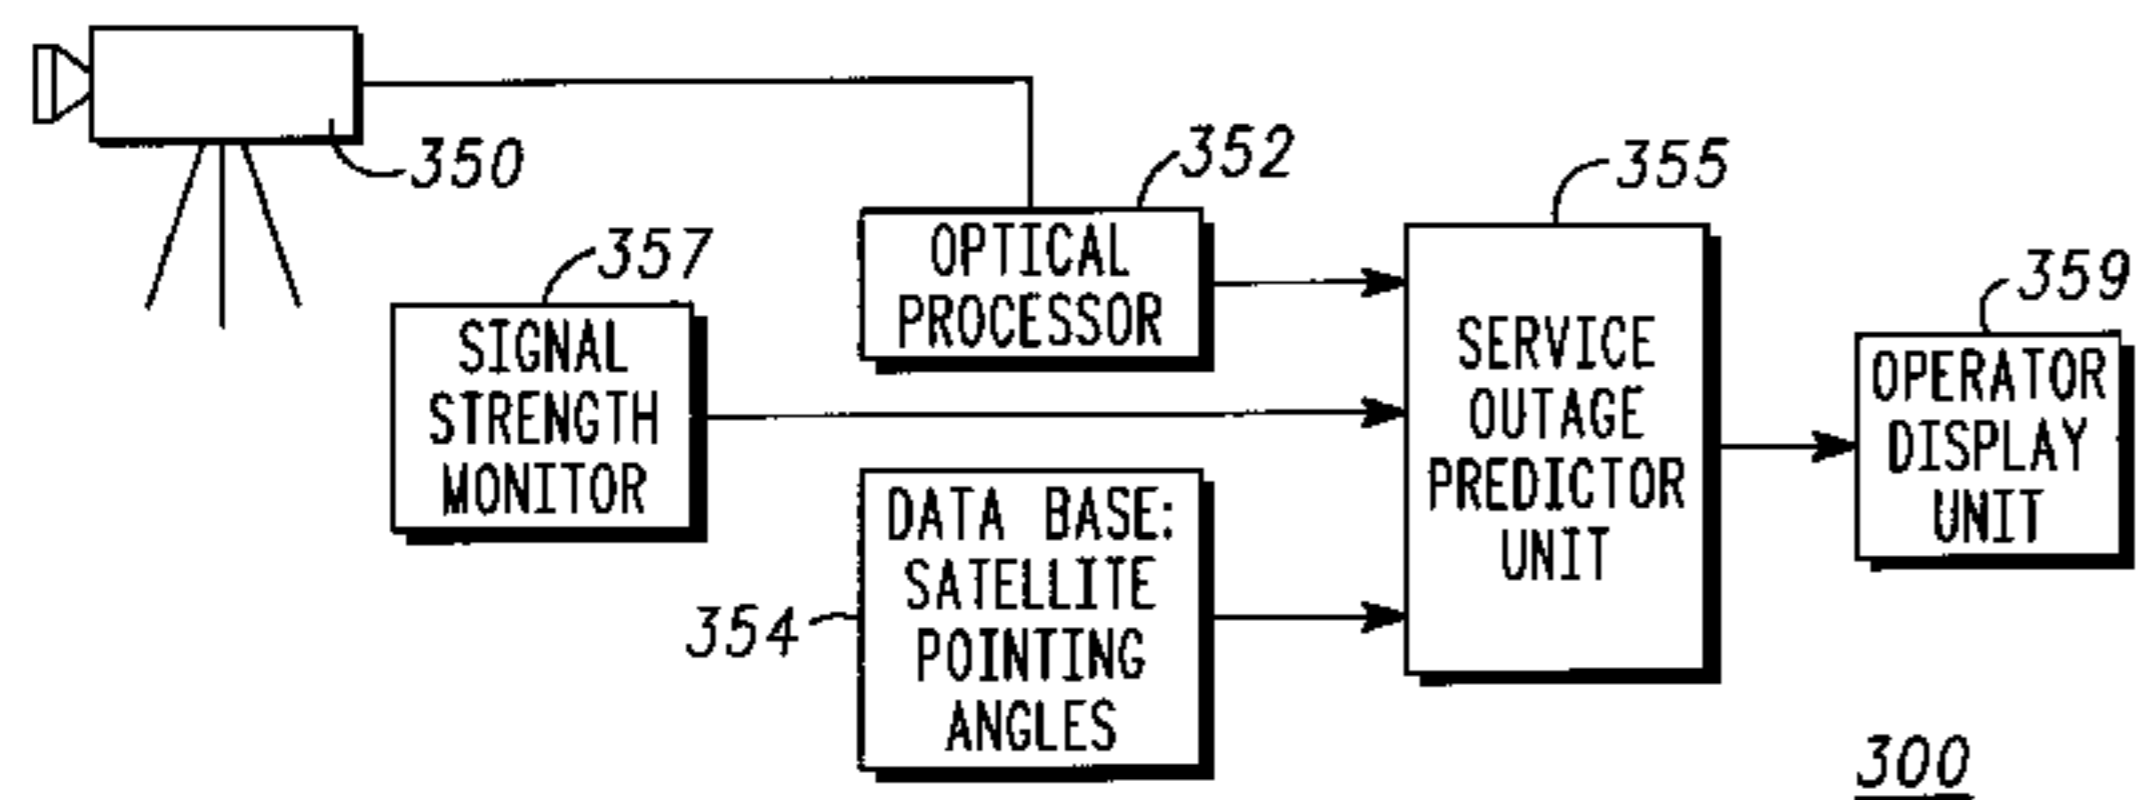 350
352
OPTICAL
PROCESSOR
357
SIGNAL
STRENGTH
MONITOR
354
DATA BASE:
SATELLITE
POINTING
ANGLES
355
SERVICE
OUTAGE
PREDICTOR
UNIT
359
OPERATOR
DISPLAY
UNIT
300